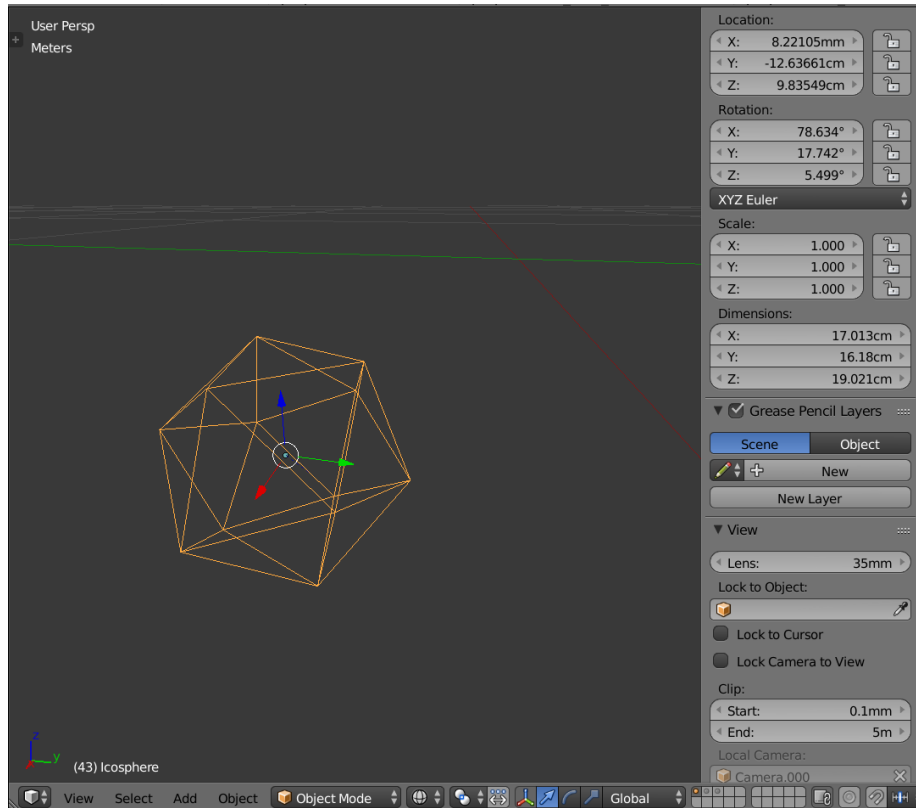 User Persp
Meters
z
y
(43) Icosphere
Location:
X: 8.22105mm
Y: -12.63661cm
Z: 9.83549cm
Rotation:
X: 78.634°
Y: 17.742°
Z: 5.499°
XYZ Euler
Scale:
X: 1.000
Y: 1.000
Z: 1.000
Dimensions:
X: 17.013cm
Y: 16.18cm
Z: 19.021cm
Grease Pencil Layers
Scene Object
New
New Layer
View
Lens: 35mm
Lock to Object:
Lock to Cursor
Lock Camera to View
Clip:
Start: 0.1mm
End: 5m
Local Camera:
Camera.000
View Select Add Object Object Mode Global